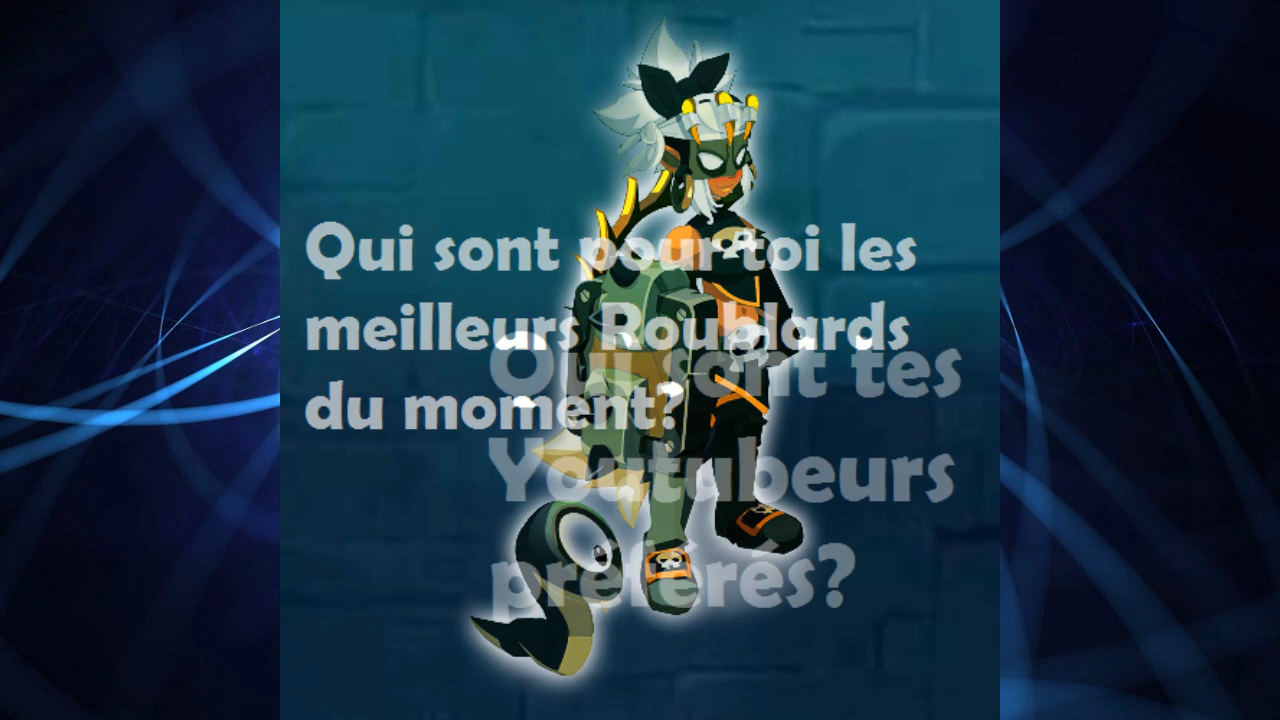 Qui sont pour toi les
meilleurs Roublards
du moment?
Qui sont tes
Youtubeurs
préférés?